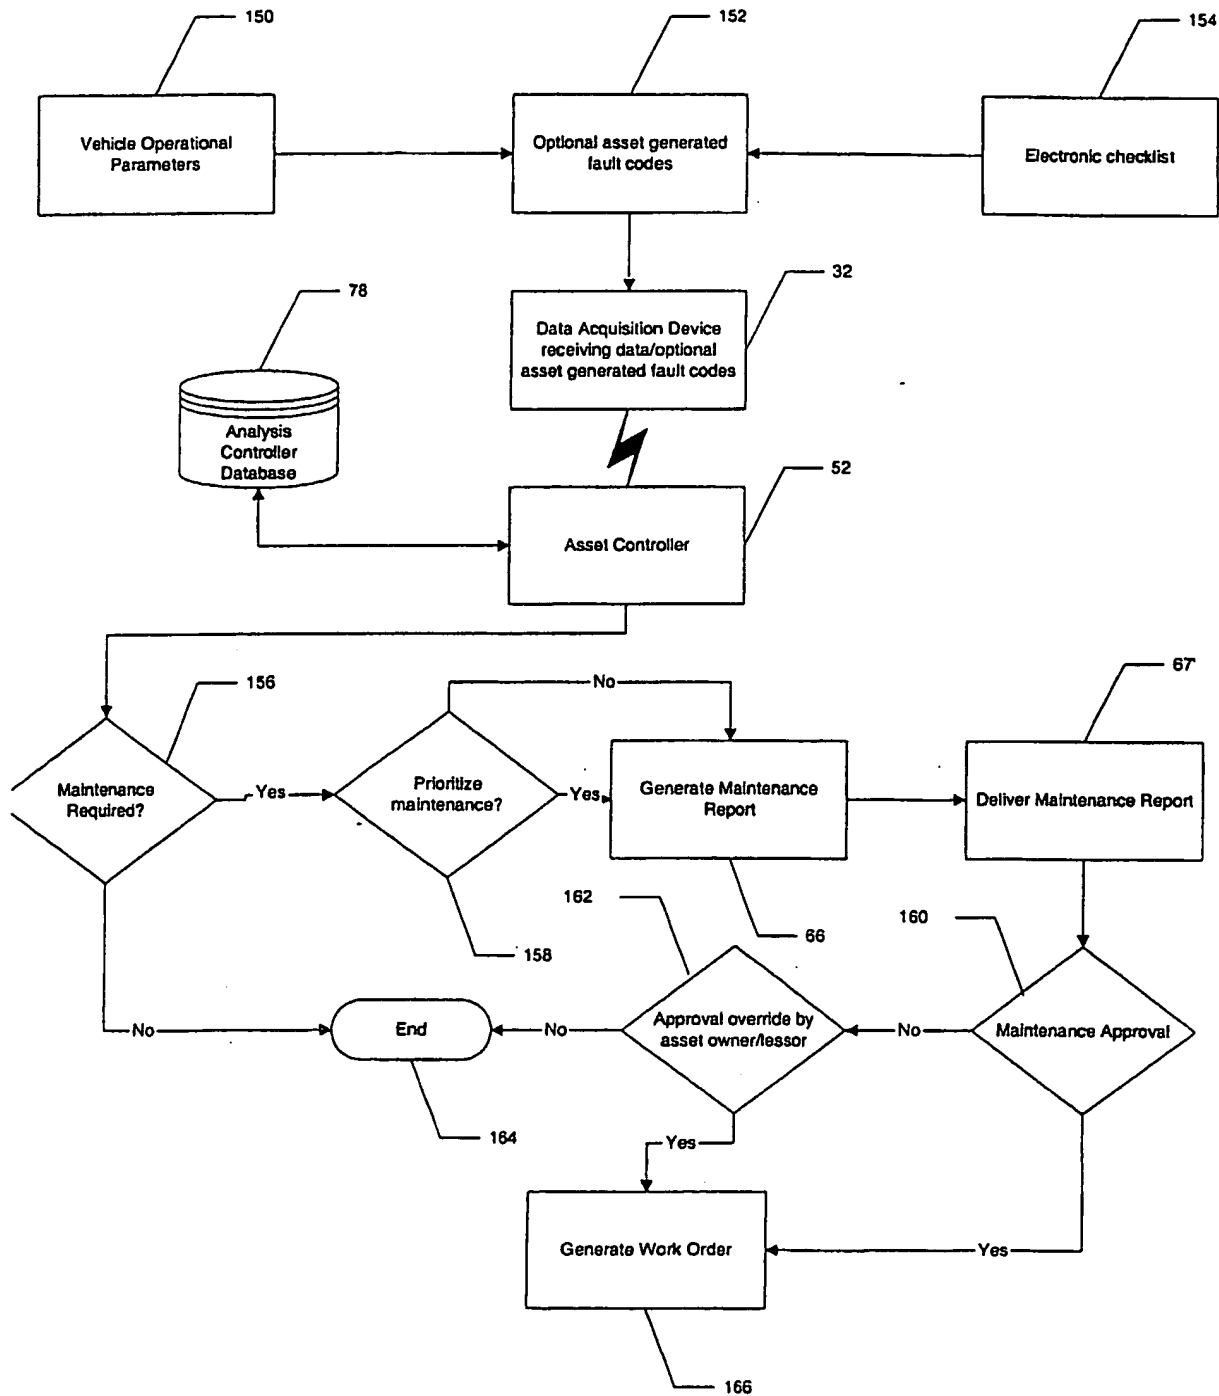 150
152
154
Vehicle Operational
Parameters
Optional asset generated
fault codes
Electronic checklist
78
32
Data Acquisition Device
receiving data/optional
asset generated fault codes
Analysis
Controller
Database
52
Asset Controller
156
No
67'
Maintenance
Required?
Yes
Prioritize
maintenance?
Yes
Generate Maintenance
Report
Deliver Maintenance Report
162
160
66
158
No
End
No
Approval override by
asset owner/lessor
No
Maintenance Approval
164
Yes
Generate Work Order
Yes
166